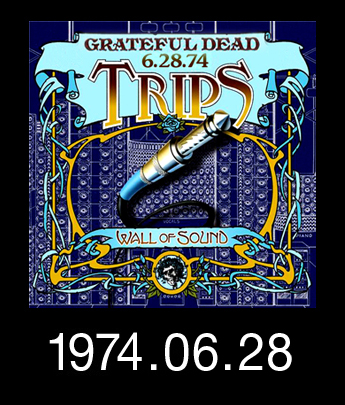 GRATEFUL DEAD
6.28.74
TRIPS
WALL OF SOUND
1974.06.28